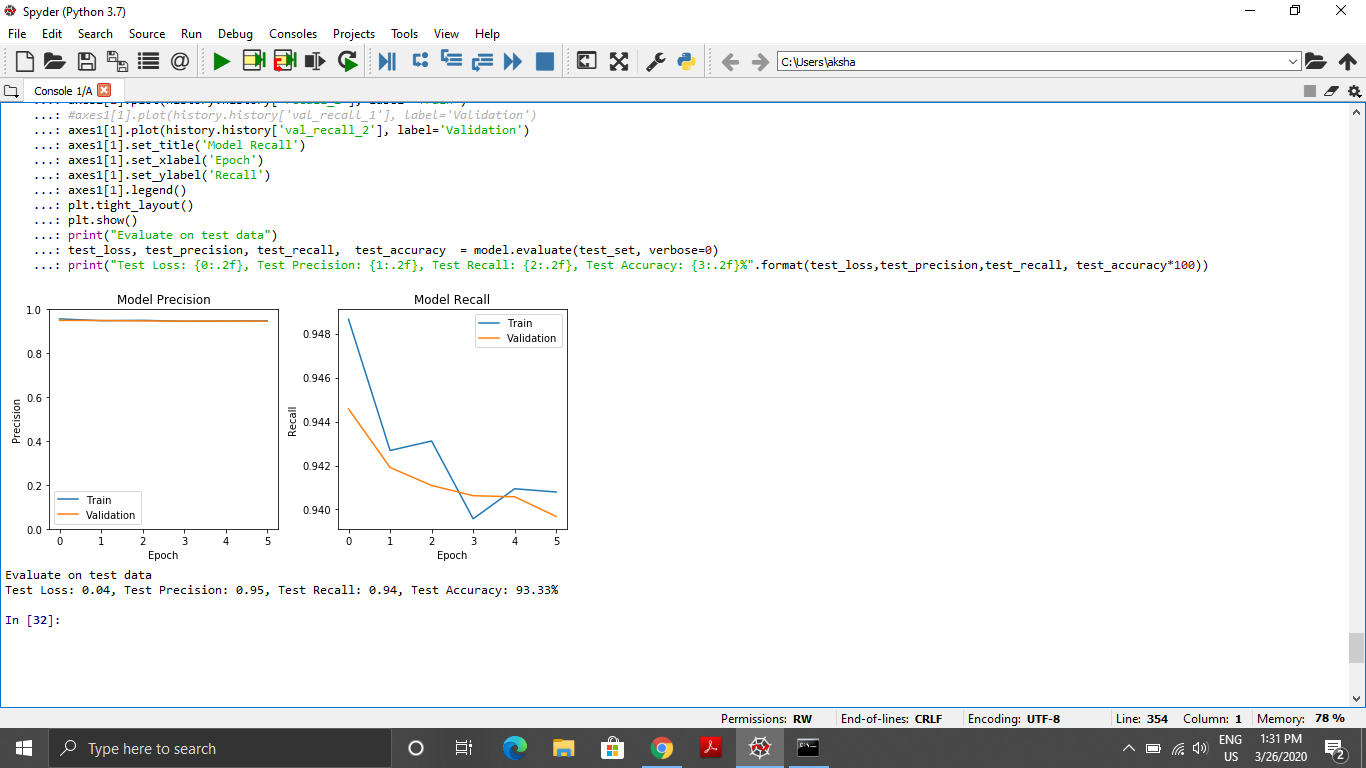 Spyder (Python 3.7)
File Edit Search Source Run Debug Consoles Projects Tools View Help
C:\Users\aksha
Console 1/A
...: #axes1[1].plot(history.history['val_recall_1'], label='Validation')
...: axes1[1].plot(history.history['val_recall_2'], label='Validation')
...: axes1[1].set_title('Model Recall')
...: axes1[1].set_xlabel('Epoch')
...: axes1[1].set_ylabel('Recall')
...: axes1[1].legend()
...: plt.tight_layout()
...: plt.show()
...: print("Evaluate on test data")
...: test_loss, test_precision, test_recall,  test_accuracy  = model.evaluate(test_set, verbose=0)
...: print("Test Loss: {0:.2f}, Test Precision: {1:.2f}, Test Recall: {2:.2f}, Test Accuracy: {3:.2f}%".format(test_loss,test_precision,test_recall, test_accuracy*100))
Model Precision
1.0
0.8
0.6
0.4
0.2
0.0
Precision
Train
Validation
0 1 2 3 4 5
Epoch
Model Recall
0.948
0.946
0.944
0.942
0.940
Recall
Train
Validation
0 1 2 3 4 5
Epoch
Evaluate on test data
Test Loss: 0.04, Test Precision: 0.95, Test Recall: 0.94, Test Accuracy: 93.33%
In [32]:
Permissions: RW End-of-lines: CRLF Encoding: UTF-8 Line: 354 Column: 1 Memory: 78 %
Type here to search
ENG
US
1:31 PM
3/26/2020
2